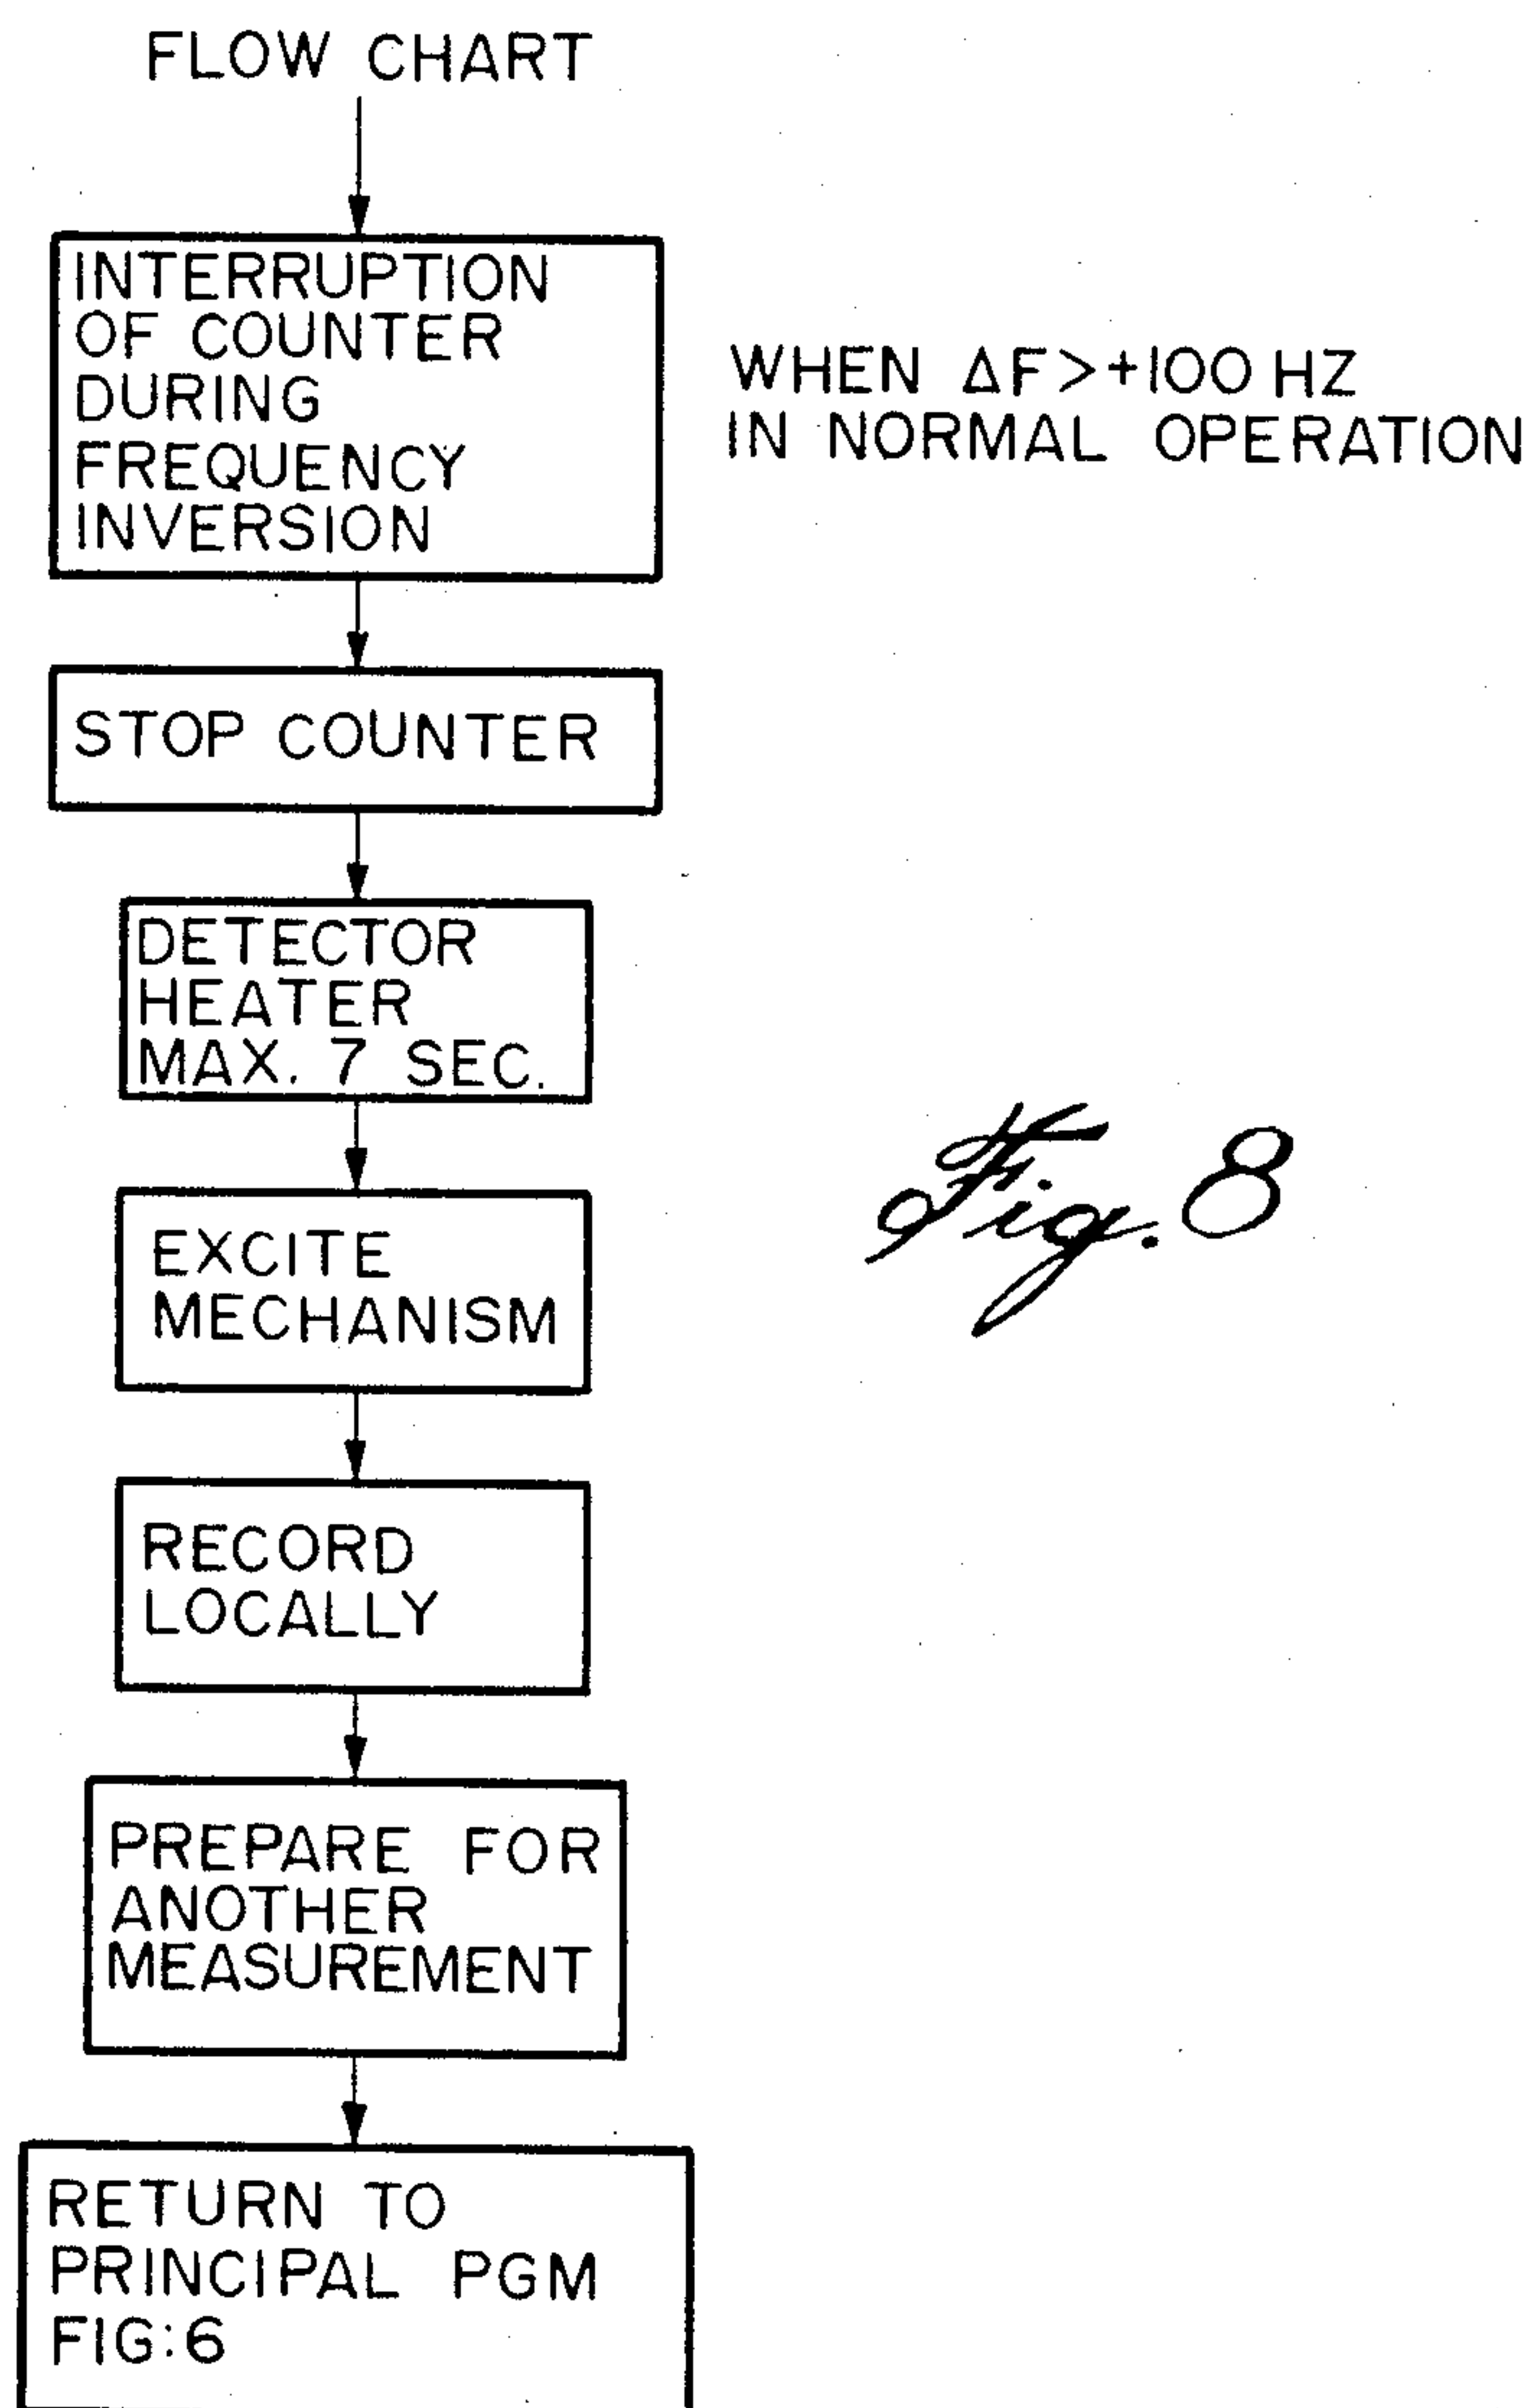 FLOW CHART
INTERRUPTION
OF COUNTER
DURING
FREQUENCY
INVERSION
WHEN ΔF>+100 HZ
IN NORMAL OPERATION
STOP COUNTER
DETECTOR
HEATER
MAX. 7 SEC.
EXCITE
MECHANISM
Fig. 8
RECORD
LOCALLY
PREPARE FOR
ANOTHER
MEASUREMENT
RETURN TO
PRINCIPAL PGM
FIG:6